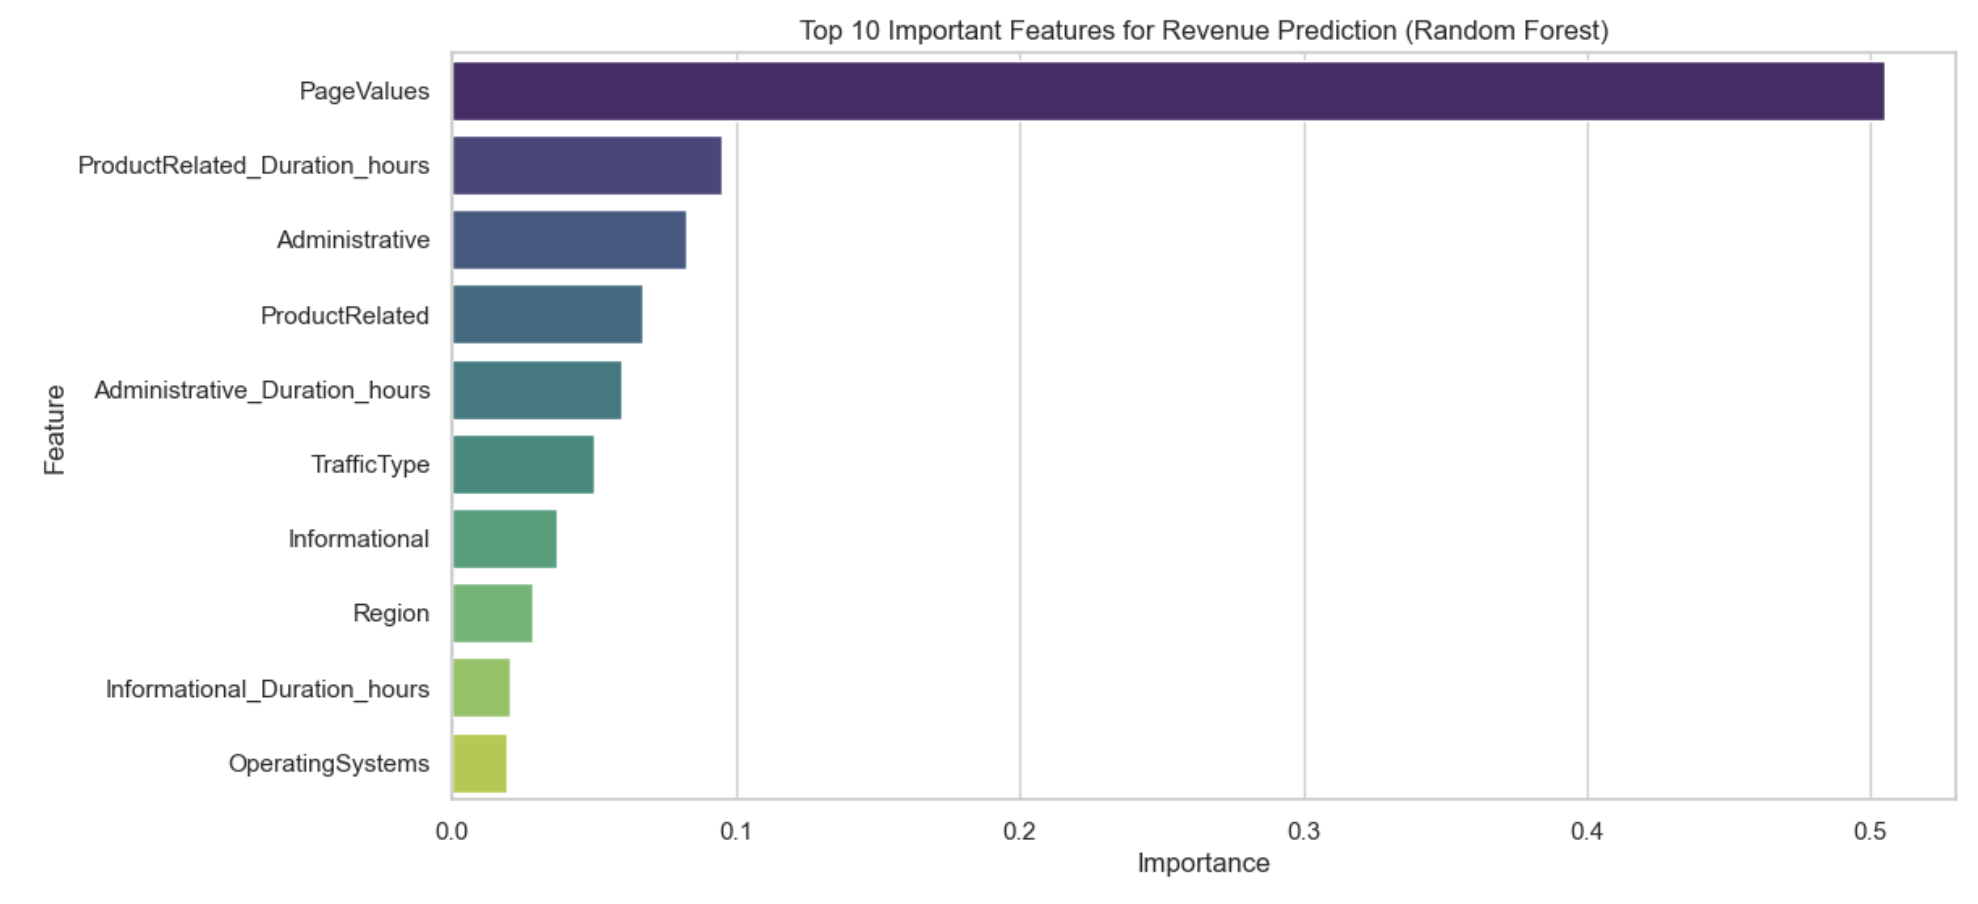 Top 10 Important Features for Revenue Prediction (Random Forest)
Feature
PageValues
ProductRelated_Duration_hours
Administrative
ProductRelated
Administrative_Duration_hours
TrafficType
Informational
Region
Informational_Duration_hours
OperatingSystems
0.0 0.1 0.2 0.3 0.4 0.5
Importance